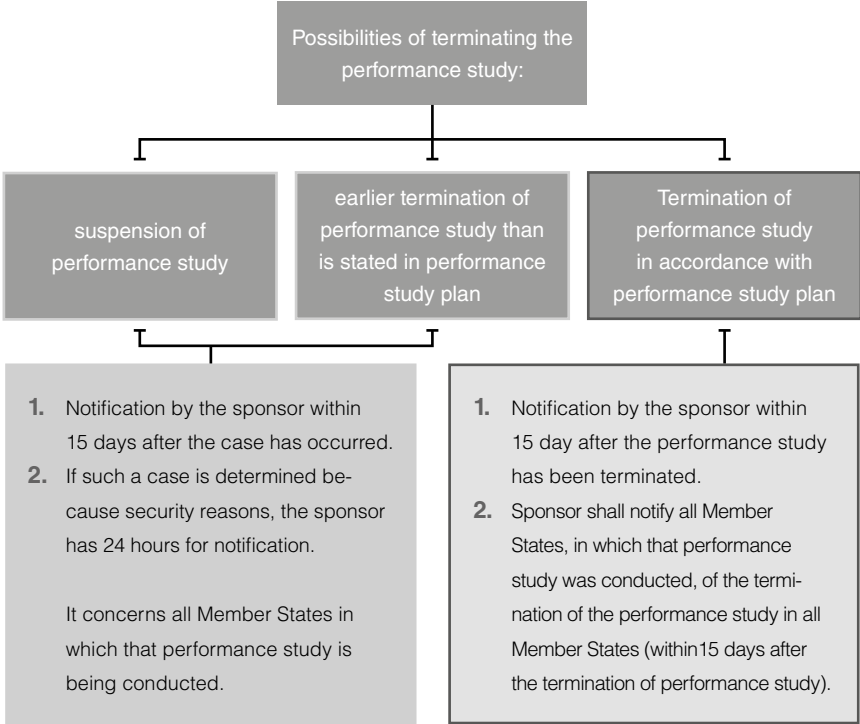 Possibilities of terminating the
performance study:
suspension of
performance study
earlier termination of
performance study than
is stated in performance
study plan
Termination of
performance study
in accordance with
performance study plan
1. Notification by the sponsor within
15 days after the case has occurred.
2. If such a case is determined be-
cause security reasons, the sponsor
has 24 hours for notification.
It concerns all Member States in
which that performance study is
being conducted.
1. Notification by the sponsor within
15 day after the performance study
has been terminated.
2. Sponsor shall notify all Member
States, in which that performance
study was conducted, of the termi-
nation of the performance study in all
Member States (within15 days after
the termination of performance study).